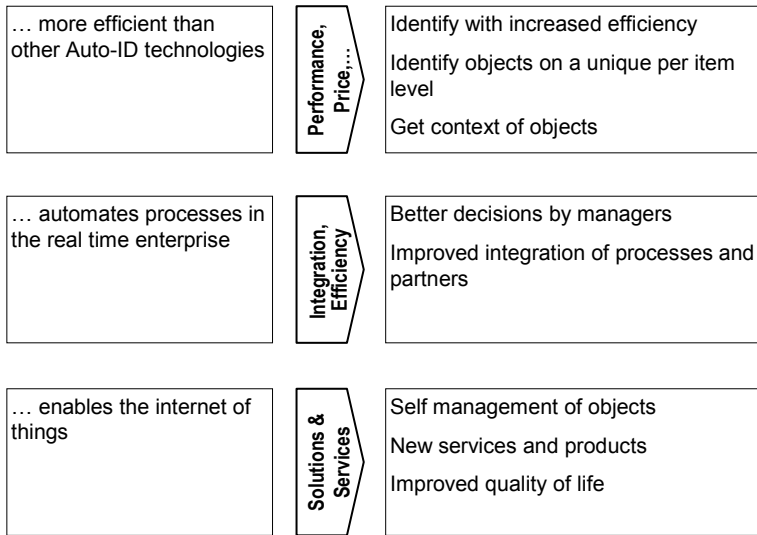 … more efficient than
other Auto-ID technologies
Performance,
Price,...
Identify with increased efficiency
Identify objects on a unique per item
level
Get context of objects
… automates processes in
the real time enterprise
Integration,
Efficiency
Better decisions by managers
Improved integration of processes and
partners
… enables the internet of
things
Solutions &
Services
Self management of objects
New services and products
Improved quality of life